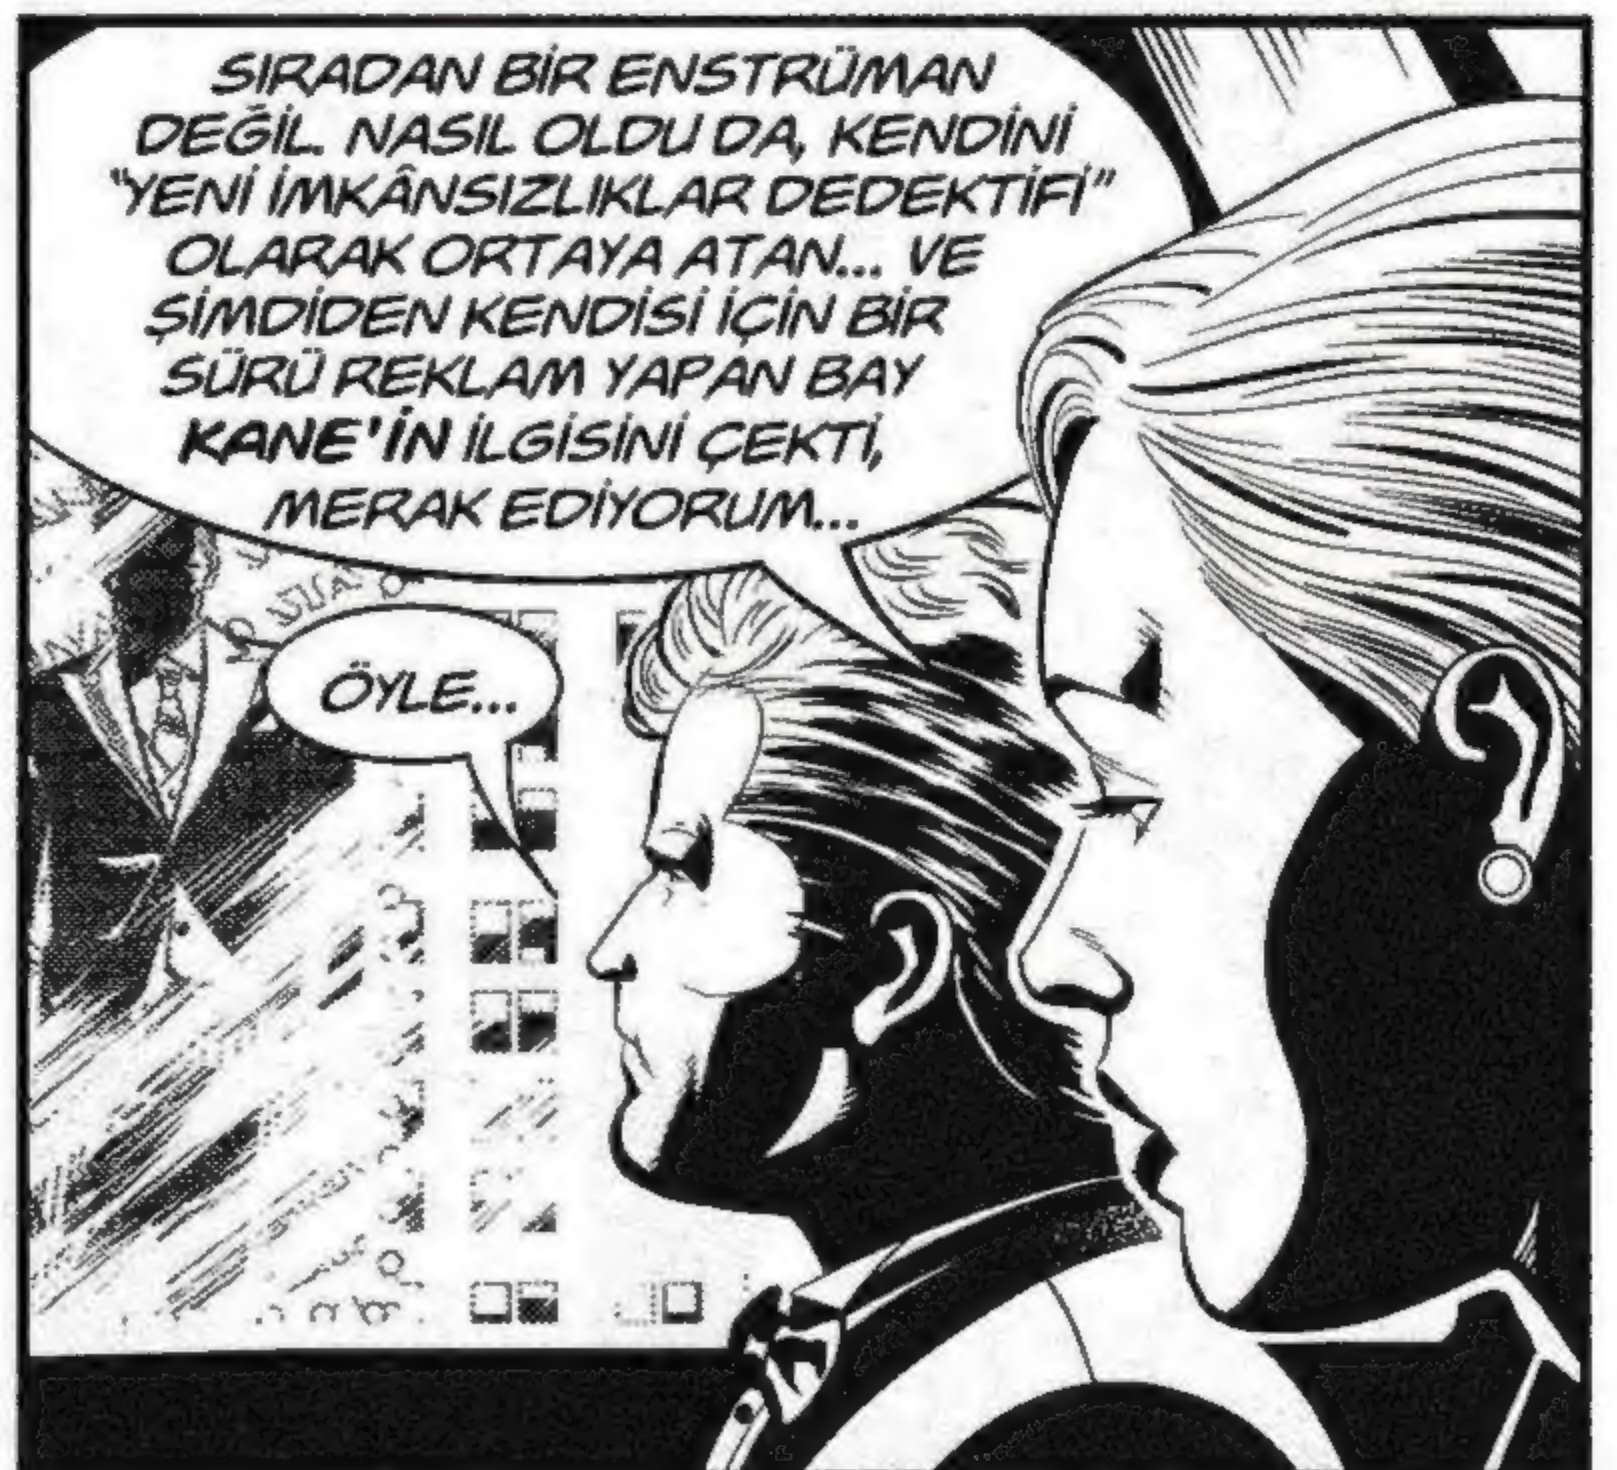 SIRADAN BİR ENSTRÜMAN
DEĞİL. NASIL OLDU DA, KENDİNİ
"YENİ İMKÂNSIZLIKLAR DEDEKTİFİ"
OLARAK ORTAYA ATAN... VE
ŞİMDİDEN KENDİSİ İÇİN BİR
SÜRÜ REKLAM YAPAN BAY
KANE'İN İLGİSİNİ ÇEKTİ,
MERAK EDİYORUM...
ÖYLE...